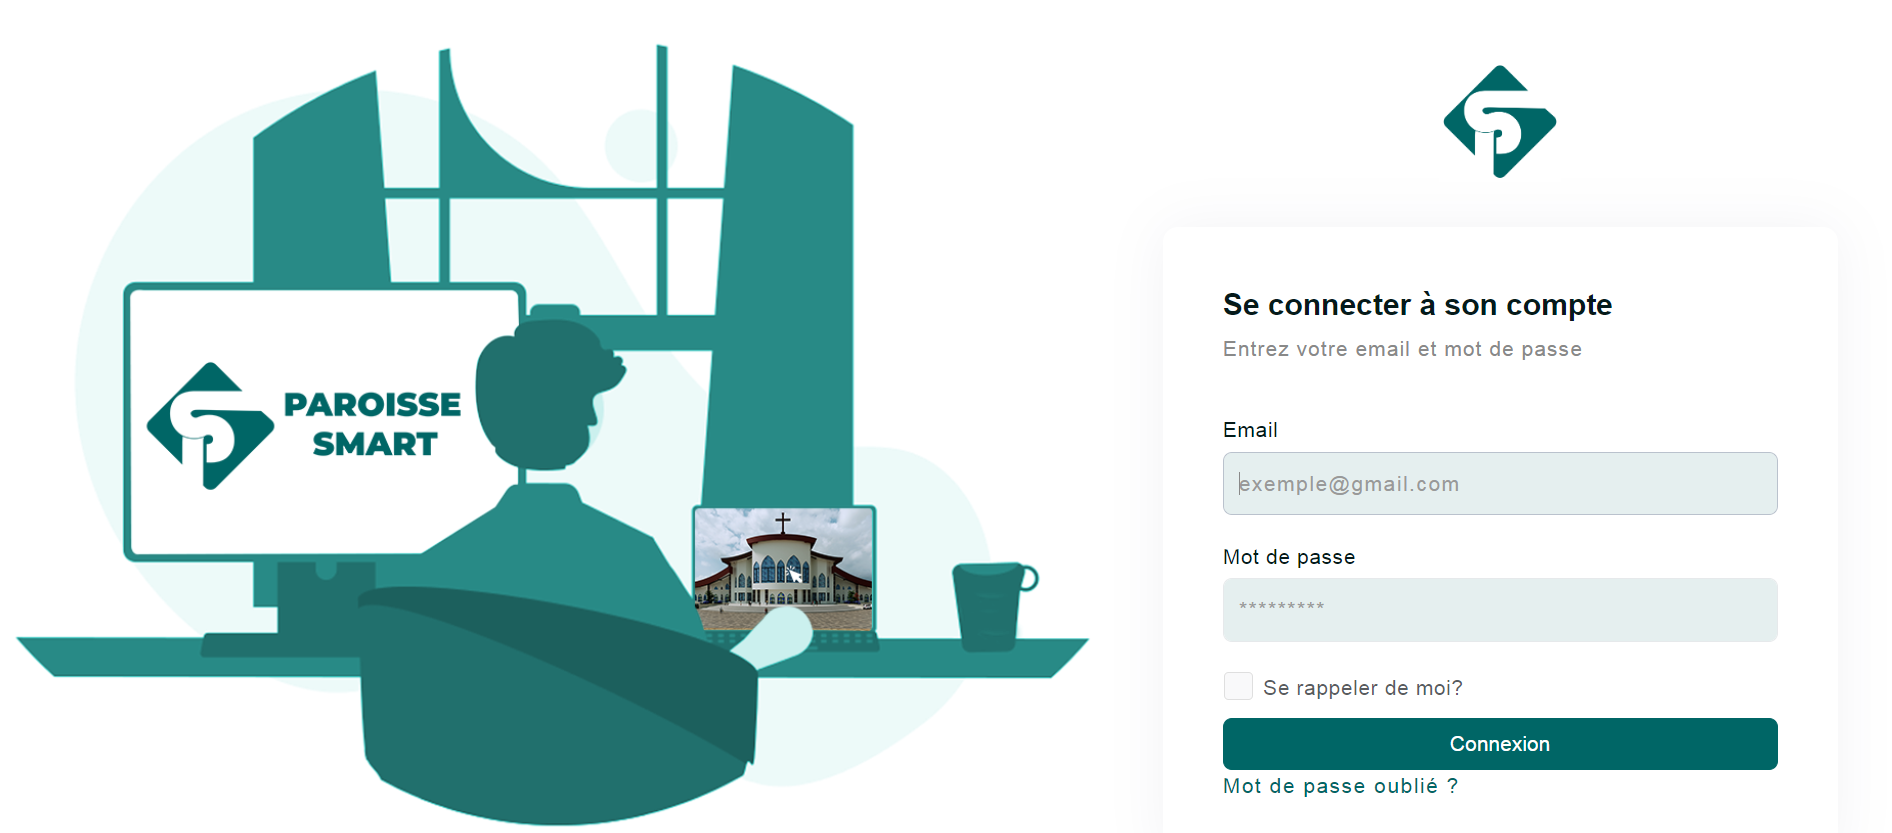 PAROISSE
SMART
Se connecter à son compte
Entrez votre email et mot de passe
Email
exemple@gmail.com
Mot de passe
*********
Se rappeler de moi?
Connexion
Mot de passe oublié ?